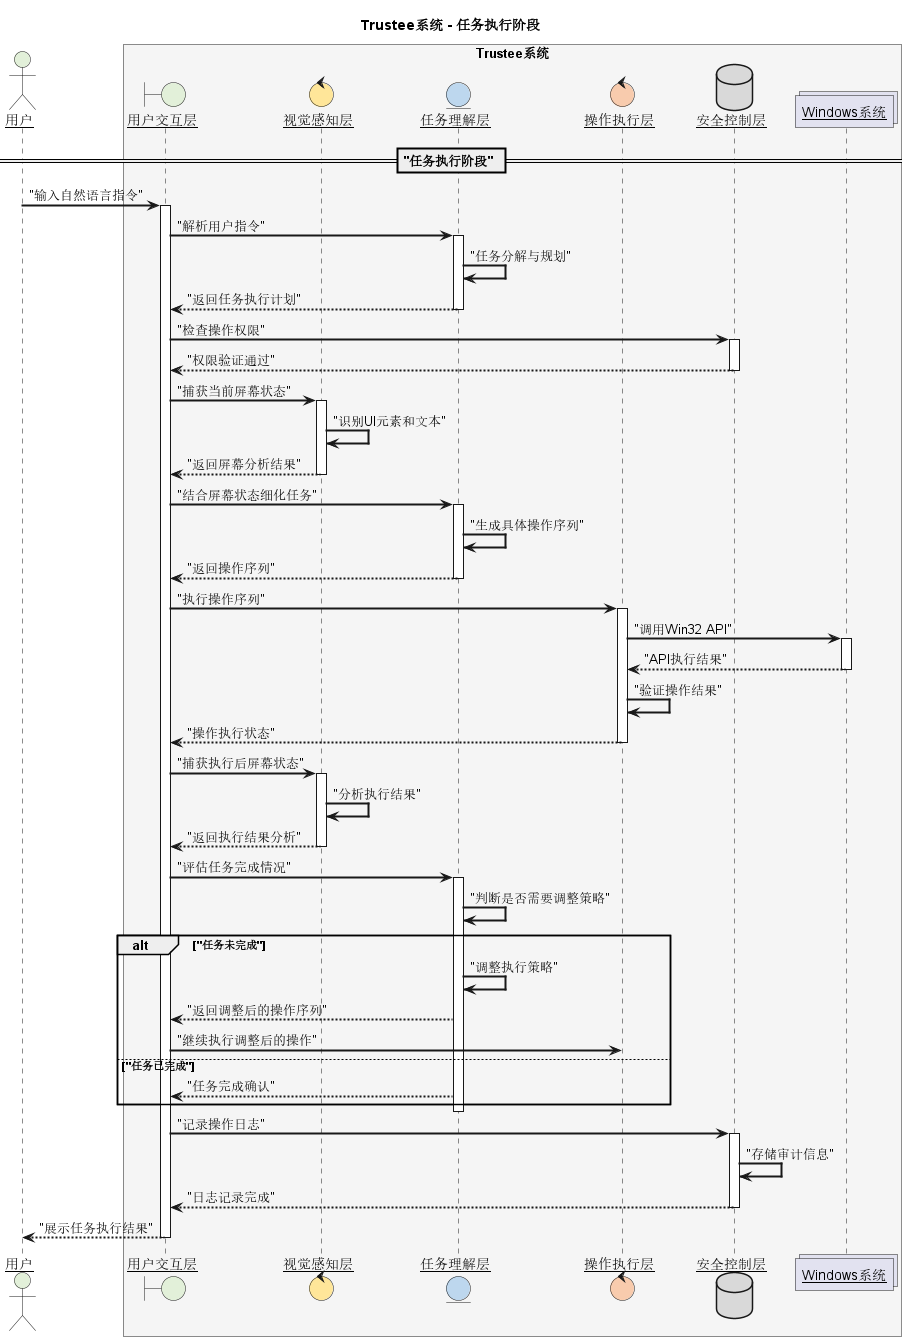 Trustee系统 - 任务执行阶段
Trustee系统
用户
用户交互层
视觉感知层
任务理解层
操作执行层
安全控制层
Windows系统
"任务执行阶段"
"输入自然语言指令"
"解析用户指令"
"任务分解与规划"
"返回任务执行计划"
"检查操作权限"
"权限验证通过"
"捕获当前屏幕状态"
"识别UI元素和文本"
"返回屏幕分析结果"
"结合屏幕状态细化任务"
"生成具体操作序列"
"返回操作序列"
"执行操作序列"
"调用Win32 API"
"API执行结果"
"验证操作结果"
"操作执行状态"
"捕获执行后屏幕状态"
"分析执行结果"
"返回执行结果分析"
"评估任务完成情况"
"判断是否需要调整策略"
alt
["任务未完成"]
"调整执行策略"
"返回调整后的操作序列"
"继续执行调整后的操作"
["任务已完成"]
"任务完成确认"
"记录操作日志"
"存储审计信息"
"日志记录完成"
"展示任务执行结果"
用户
用户交互层
视觉感知层
任务理解层
操作执行层
安全控制层
Windows系统